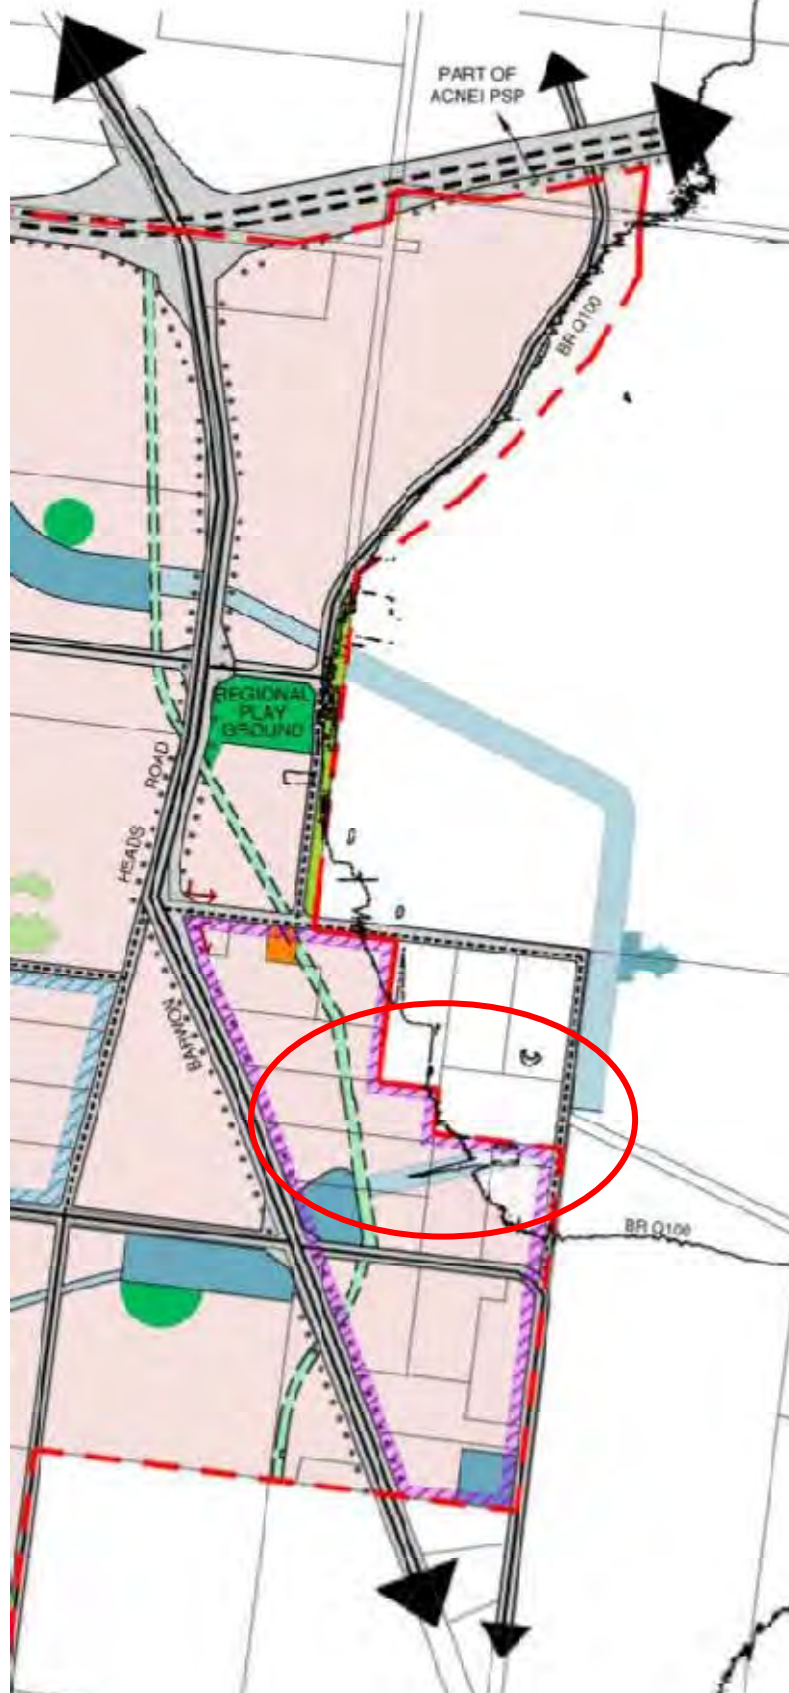 PART OF
ACNEI PSP
BR Q100
REGIONAL
PLAY
GROUND
HEADS ROAD
BARWON
BR Q100